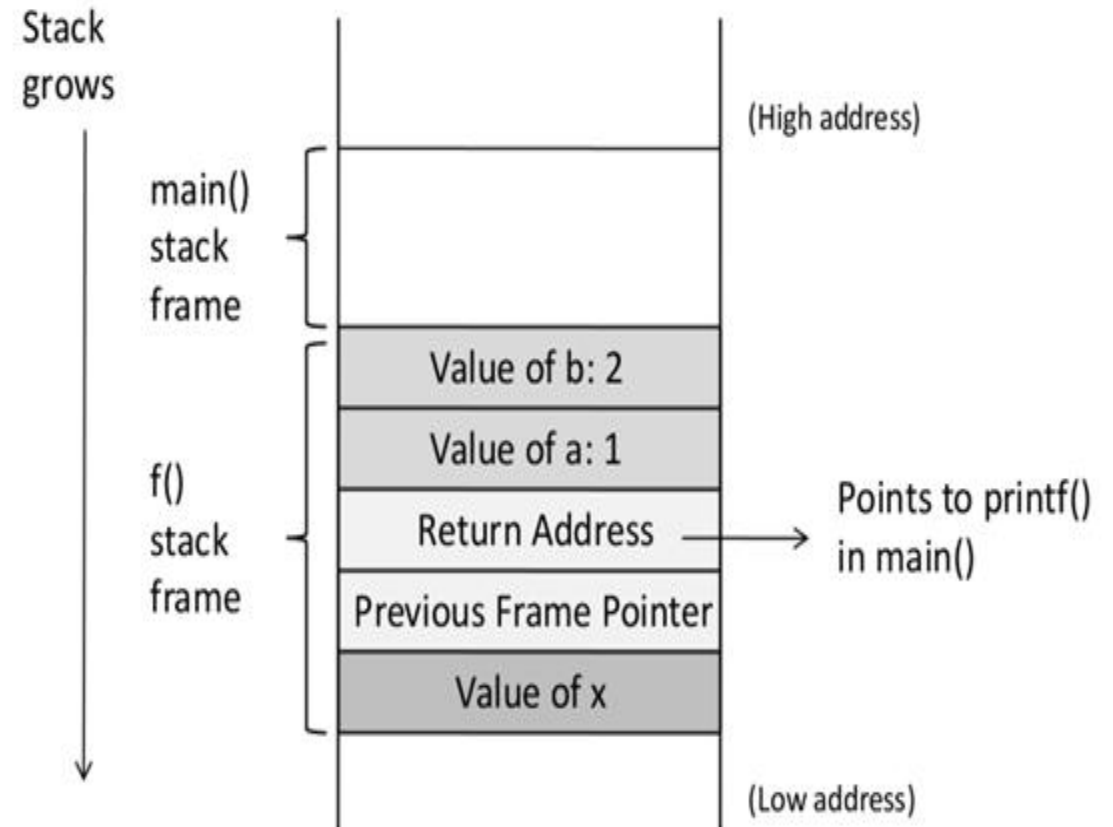 Stack
grows
(High address)
main()
stack
frame
Value of b: 2
Value of a: 1
f()
stack
frame
Return Address
Points to printf()
in main()
Previous Frame Pointer
Value of x
(Low address)